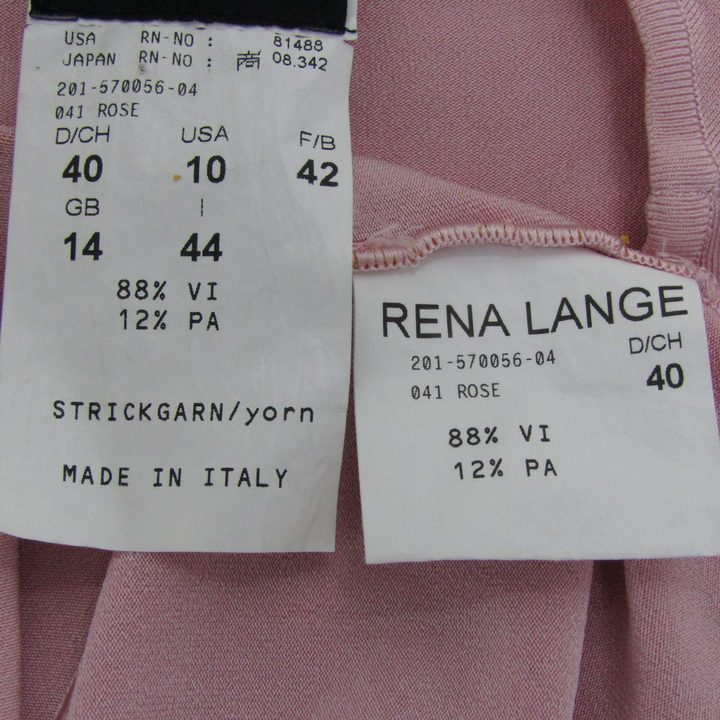 USA RN-NO : 81488
JAPAN RN-NO : 商 08.342
201-570056-04
041 ROSE
D/CH USA F/B
40 10 42
GB I
14 44
88% VI
12% PA
STRICKGARN/yorn
MADE IN ITALY
RENA LANGE
201-570056-04 D/CH
041 ROSE 40
88% VI
12% PA